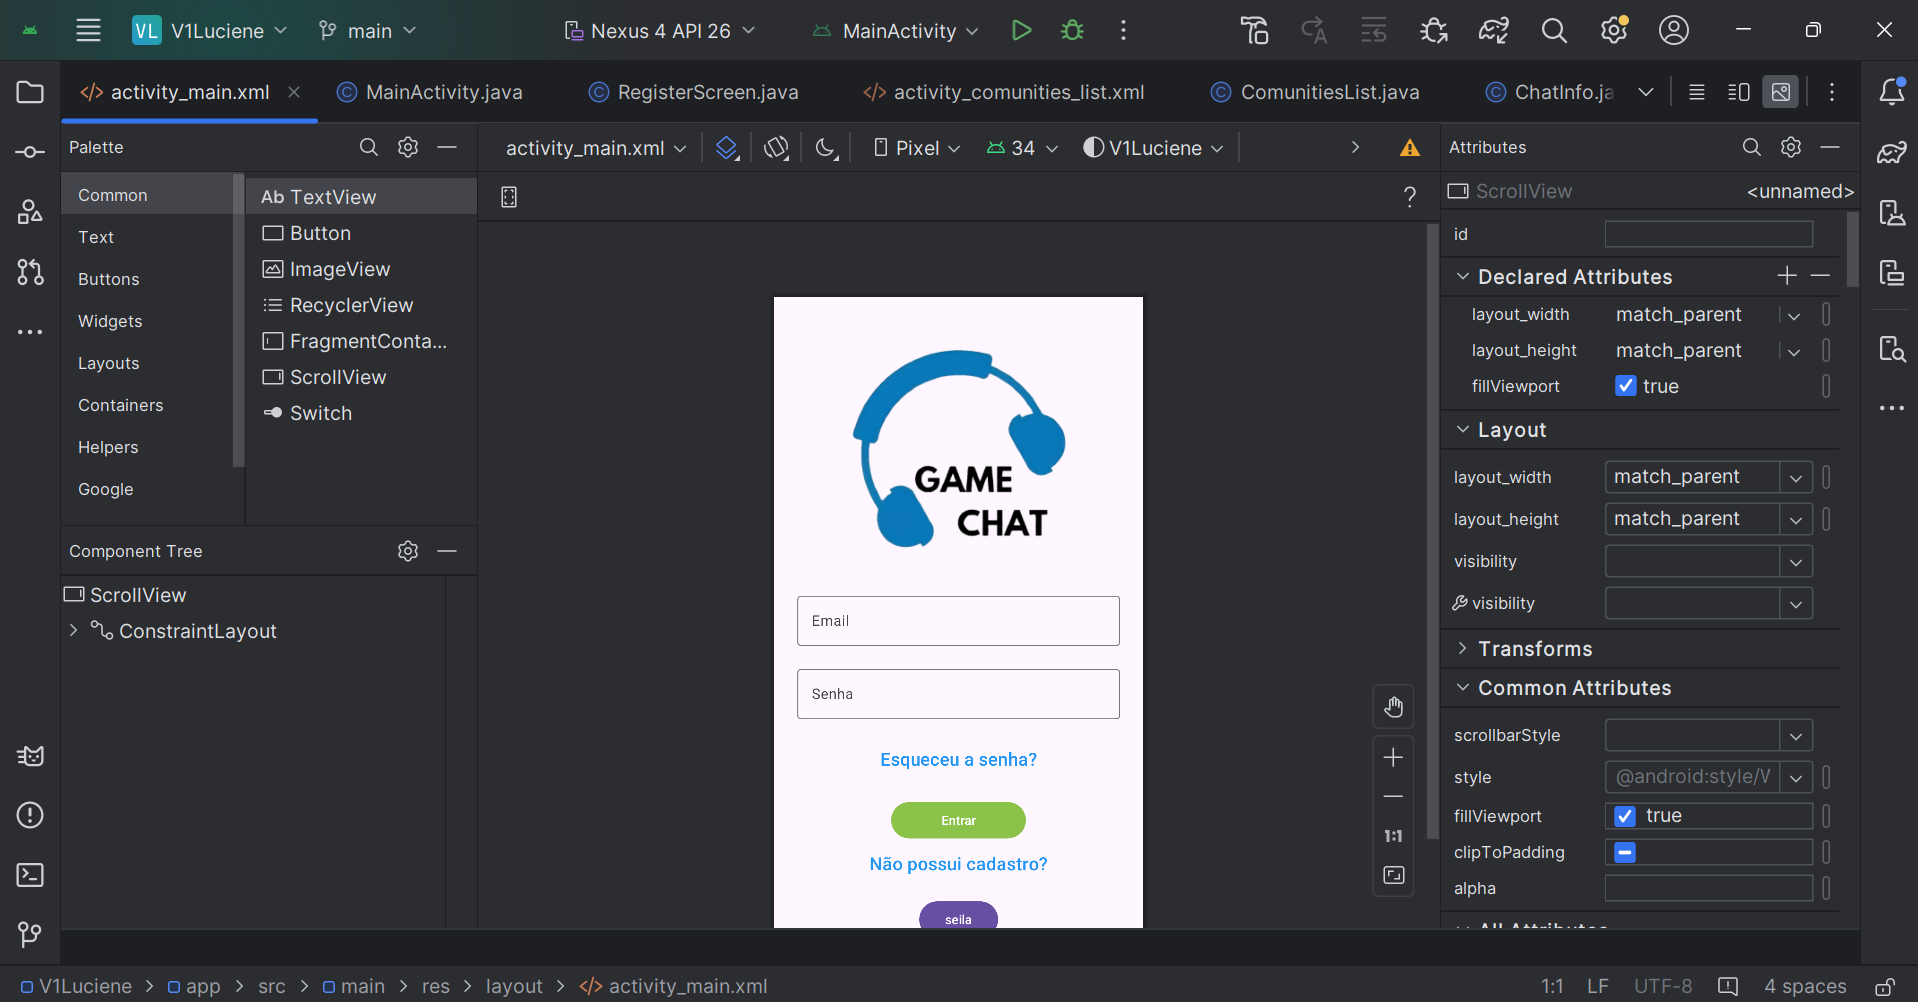 VL V1Luciene main Nexus 4 API 26 MainActivity
activity_main.xml MainActivity.java RegisterScreen.java activity_comunities_list.xml ComunitiesList.java ChatInfo.ja
Palette
Common
Text
Buttons
Widgets
Layouts
Containers
Helpers
Google
Ab TextView
Button
ImageView
RecyclerView
FragmentConta...
ScrollView
Switch
Component Tree
ScrollView
ConstraintLayout
activity_main.xml Pixel 34 V1Luciene
?
GAME
CHAT
Email
Senha
Esqueceu a senha?
Entrar
Não possui cadastro?
seila
1:1
Attributes
ScrollView <unnamed>
id
Declared Attributes
layout_width match_parent
layout_height match_parent
fillViewport true
Layout
layout_width match_parent
layout_height match_parent
visibility
visibility
Transforms
Common Attributes
scrollbarStyle
style @android:style/V
fillViewport true
clipToPadding
alpha
All Attributes
V1Luciene > app > src > main > res > layout > activity_main.xml
1:1 LF UTF-8 4 spaces